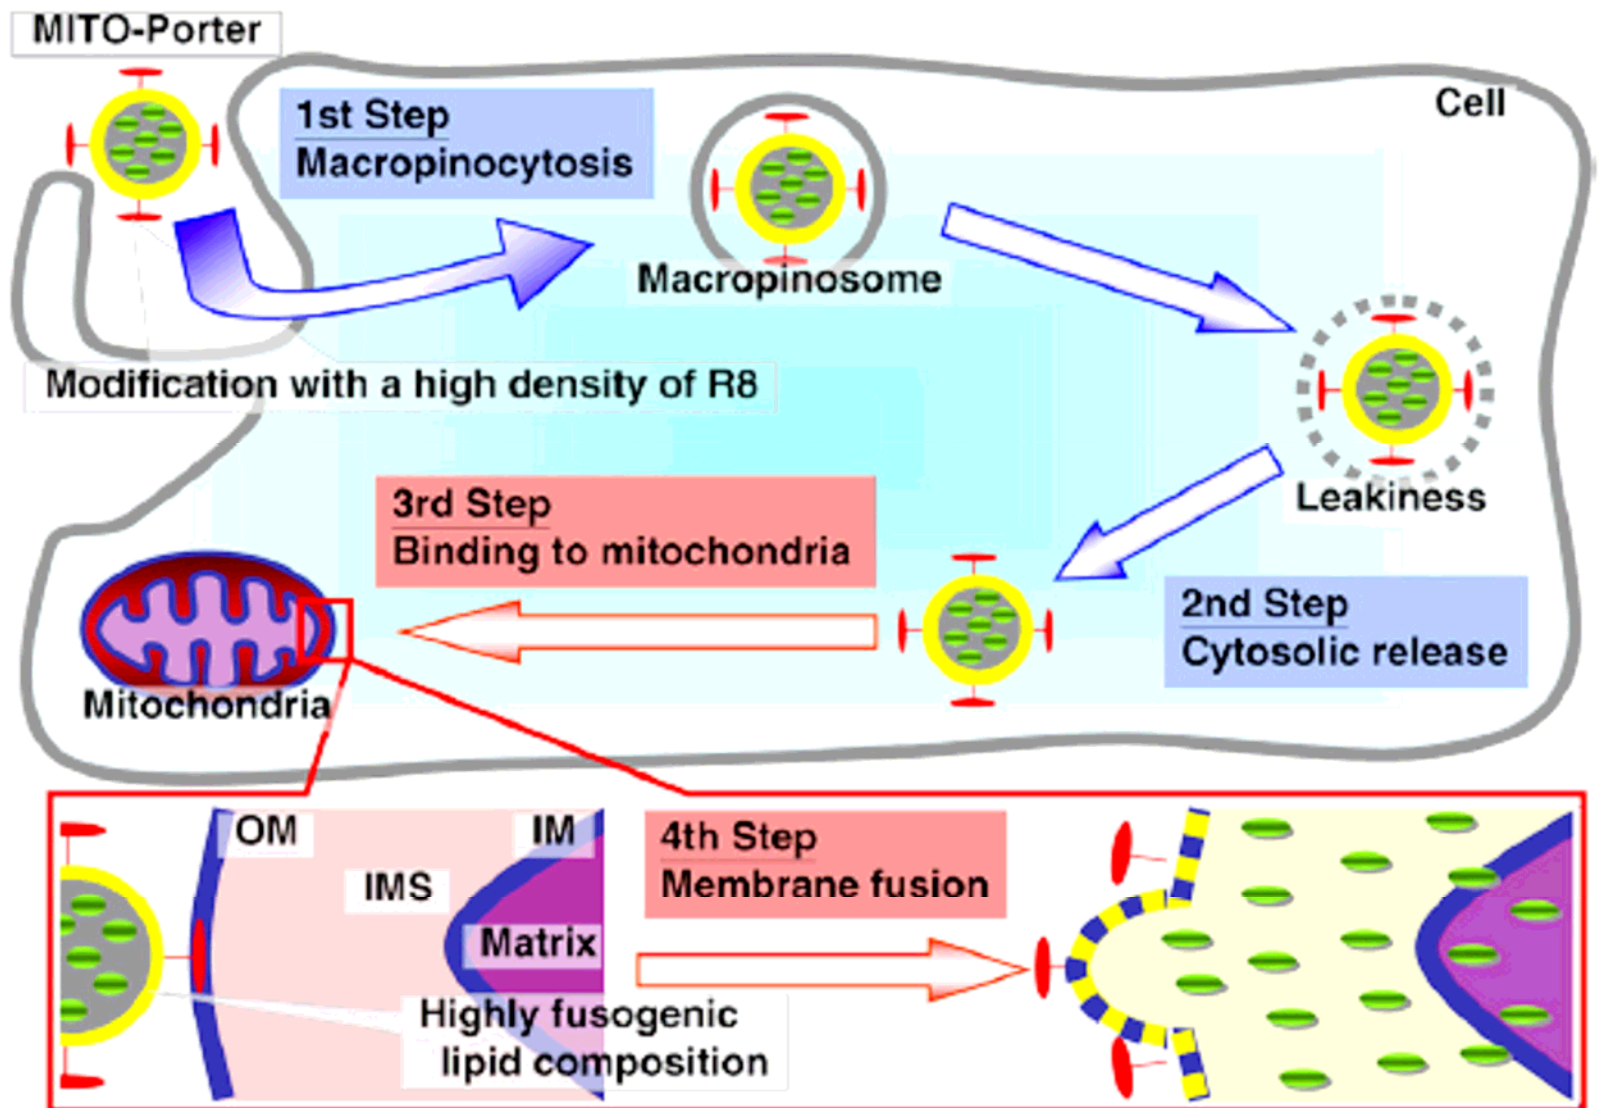 MITO-Porter
Cell
1st Step
Macropinocytosis
Macropinosome
Modification with a high density of R8
Leakiness
3rd Step
Binding to mitochondria
2nd Step
Cytosolic release
Mitochondria
OM
IM
IMS
Matrix
4th Step
Membrane fusion
Highly fusogenic
lipid composition